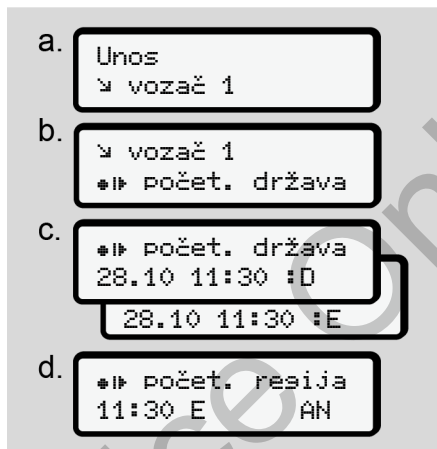 a.
Unos
↘ vozač 1
b.
↘ vozač 1
počet. država
c.
počet. država
28.10 11:30 :D
28.10 11:30 :E
d.
počet. regija
11:30 E AN